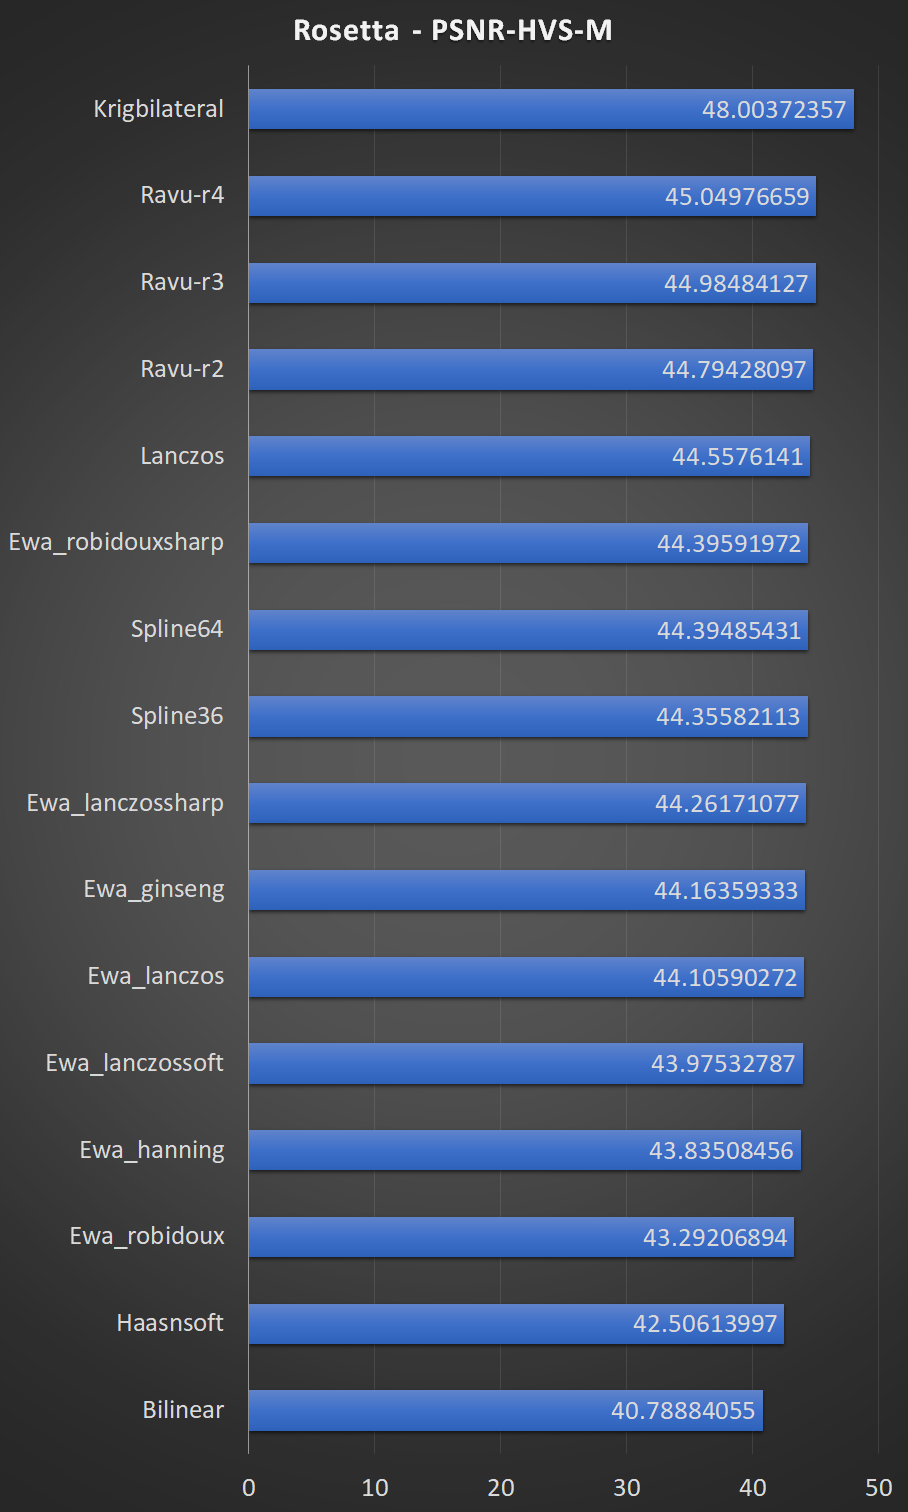 Rosetta - PSNR-HVS-M
Krigbilateral 48.00372357
Ravu-r4 45.04976659
Ravu-r3 44.98484127
Ravu-r2 44.79428097
Lanczos 44.5576141
Ewa_robidouxsharp 44.39591972
Spline64 44.39485431
Spline36 44.35582113
Ewa_lanczossharp 44.26171077
Ewa_ginseng 44.16359333
Ewa_lanczos 44.10590272
Ewa_lanczossoft 43.97532787
Ewa_hanning 43.83508456
Ewa_robidoux 43.29206894
Haasnsoft 42.50613997
Bilinear 40.78884055
0 10 20 30 40 50